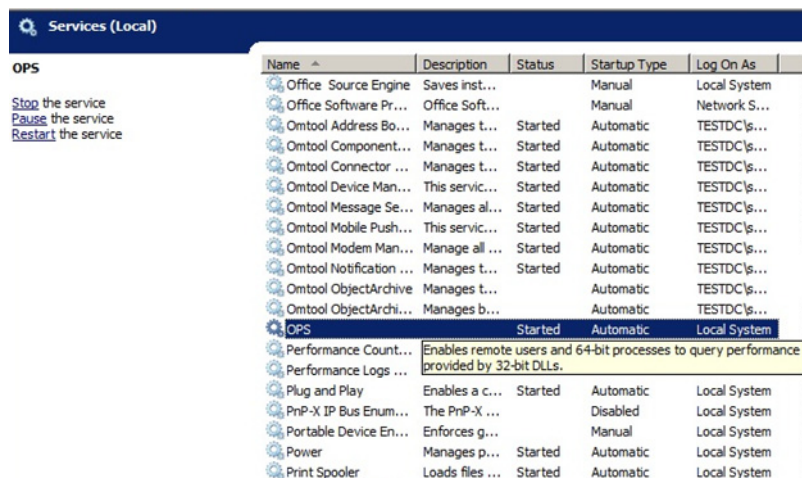 Services (Local)
OPS
Stop the service
Pause the service
Restart the service
Name Description Status Startup Type Log On As
Office Source Engine Saves inst... Manual Local System
Office Software Pr... Office Soft... Manual Network S...
Omtool Address Bo... Manages t... Started Automatic TESTDC\s...
Omtool Component... Manages t... Started Automatic TESTDC\s...
Omtool Connector ... Manages t... Started Automatic TESTDC\s...
Omtool Device Man... This servic... Started Automatic TESTDC\s...
Omtool Message Se... Manages al... Started Automatic TESTDC\s...
Omtool Mobile Push... This servic... Started Automatic TESTDC\s...
Omtool Modem Man... Manage all ... Started Automatic TESTDC\s...
Omtool Notification ... Manages t... Started Automatic TESTDC\s...
Omtool ObjectArchive Manages t... Automatic TESTDC\s...
Omtool ObjectArchi... Manages b... Automatic TESTDC\s...
OPS Started Automatic Local System
Performance Count... Enables remote users and 64-bit processes to query performance
Performance Logs ... provided by 32-bit DLLs.
Plug and Play Enables a c... Started Automatic Local System
PnP-X IP Bus Enum... The PnP-X ... Disabled Local System
Portable Device En... Enforces g... Manual Local System
Power Manages p... Started Automatic Local System
Print Spooler Loads files ... Started Automatic Local System